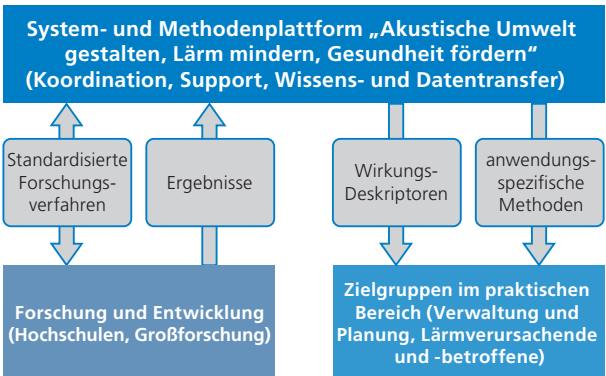 System- und Methodenplattform „Akustische Umwelt
gestalten, Lärm mindern, Gesundheit fördern“
(Koordination, Support, Wissens- und Datentransfer)
Standardisierte
Forschungs-
verfahren
Ergebnisse
Wirkungs-
Deskriptoren
anwendungs-
spezifische
Methoden
Forschung und Entwicklung
(Hochschulen, Großforschung)
Zielgruppen im praktischen
Bereich (Verwaltung und
Planung, Lärmverursachende
und -betroffene)